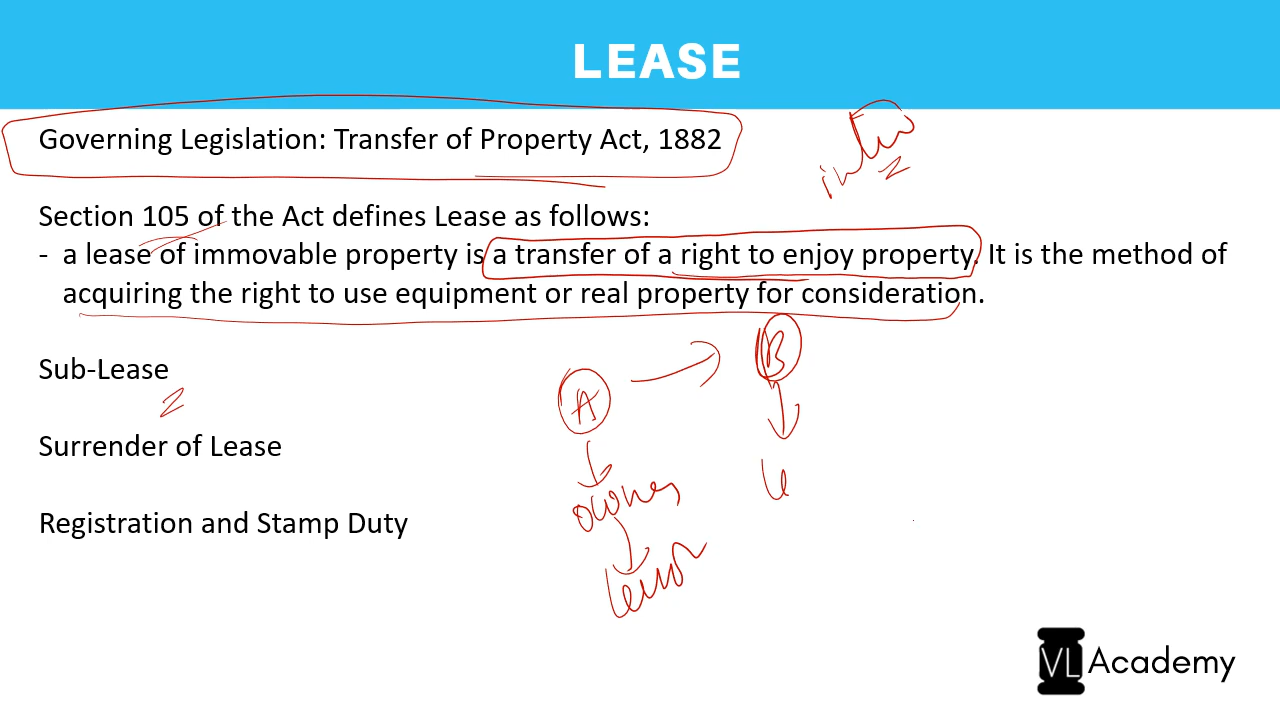 LEASE
Governing Legislation: Transfer of Property Act, 1882
Section 105 of the Act defines Lease as follows:
- a lease of immovable property is a transfer of a right to enjoy property. It is the method of
acquiring the right to use equipment or real property for consideration.
B
Sub-Lease
A
Surrender of Lease
le
owner
Registration and Stamp Duty
lessor
VL Academy